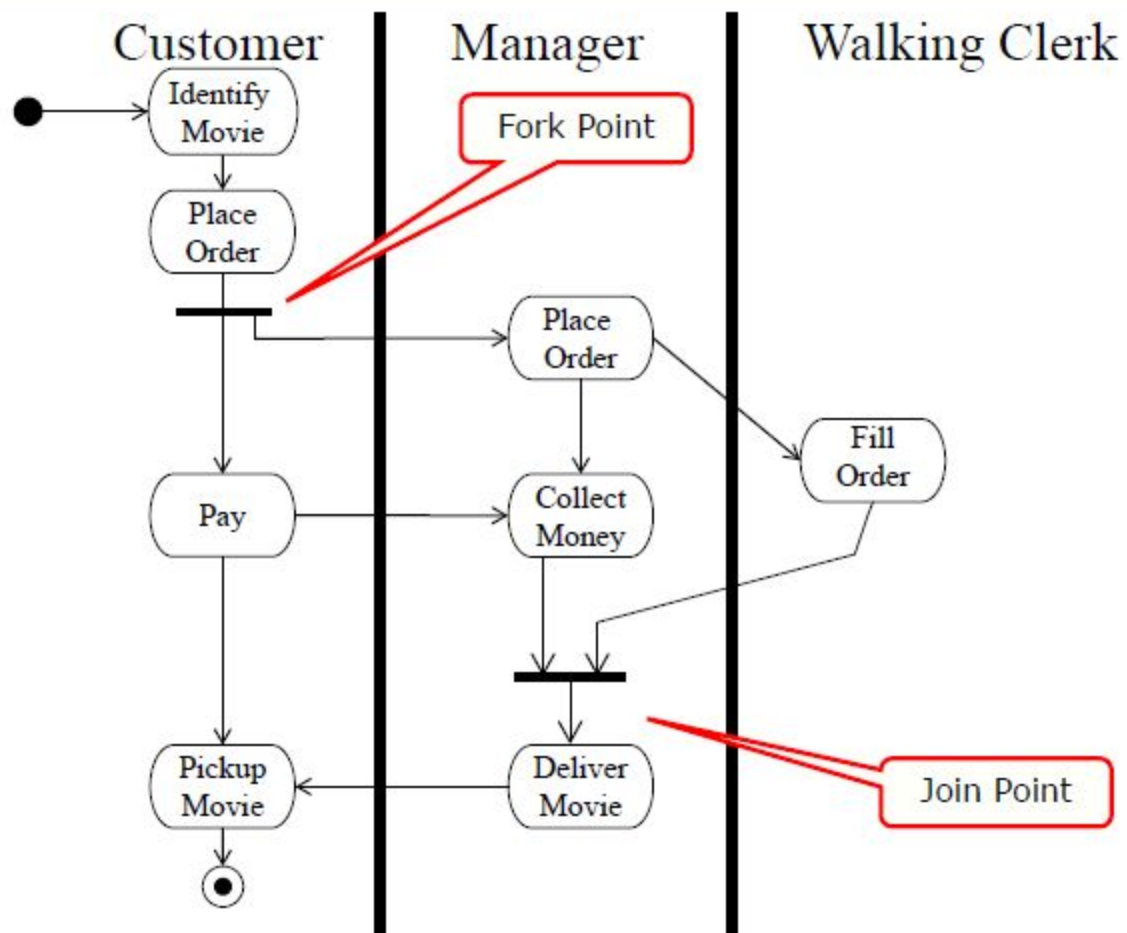 Customer
Manager
Walking Clerk
Identify
Movie
Fork Point
Place
Order
Place
Order
Fill
Order
Pay
Collect
Money
Pickup
Movie
Deliver
Movie
Join Point